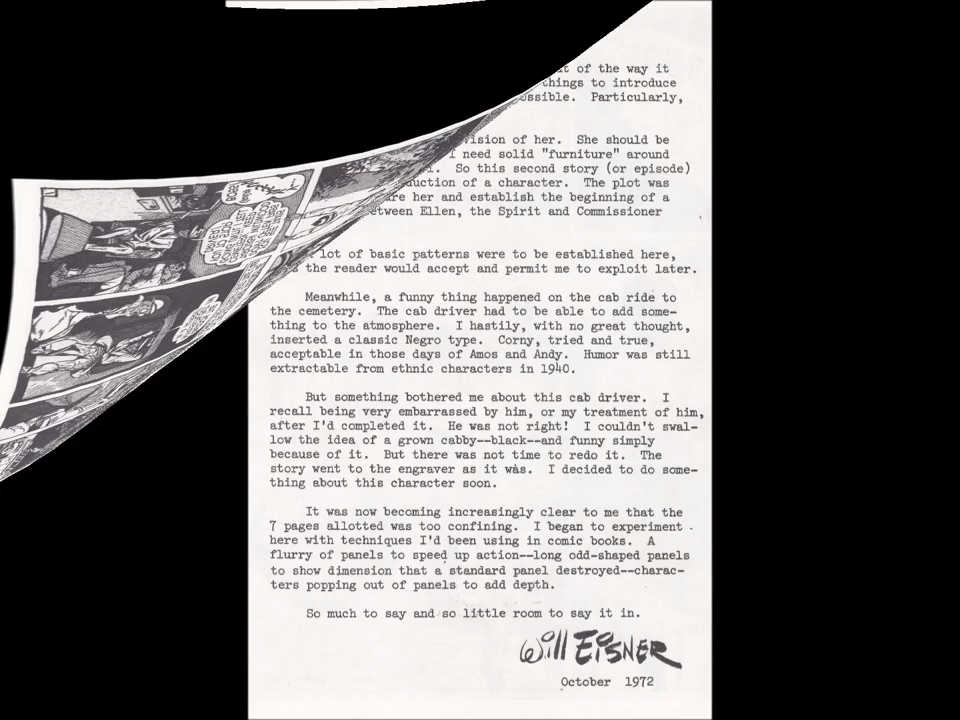 of the way it
things to introduce
Particularly,
vision of her. She should be
I need solid "furniture" around
So this second story (or episode)
of a character. The plot was
her and establish the beginning of a
Ellen, the Spirit and Commissioner
lot of basic patterns were to be established here,
the reader would accept and permit me to exploit later.
Meanwhile, a funny thing happened on the cab ride to
the cemetery. The cab driver had to be able to add some-
thing to the atmosphere. I hastily, with no great thought,
inserted a classic Negro type. Corny, tried and true,
acceptable in those days of Amos and Andy. Humor was still
extractable from ethnic characters in 1940.
But something bothered me about this cab driver. I
recall being very embarrassed by him, or my treatment of him,
after I'd completed it. He was not right! I couldn't swal-
low the idea of a grown cabby--black--and funny simply
because of it. But there was not time to redo it. The
story went to the engraver as it was. I decided to do some-
thing about this character soon.
It was now becoming increasingly clear to me that the
7 pages allotted was too confining. I began to experiment
here with techniques I'd been using in comic books. A
flurry of panels to speed up action--long odd-shaped panels
to show dimension that a standard panel destroyed--charac-
ters popping out of panels to add depth.
So much to say and so little room to say it in.
Will Eisner
October 1972